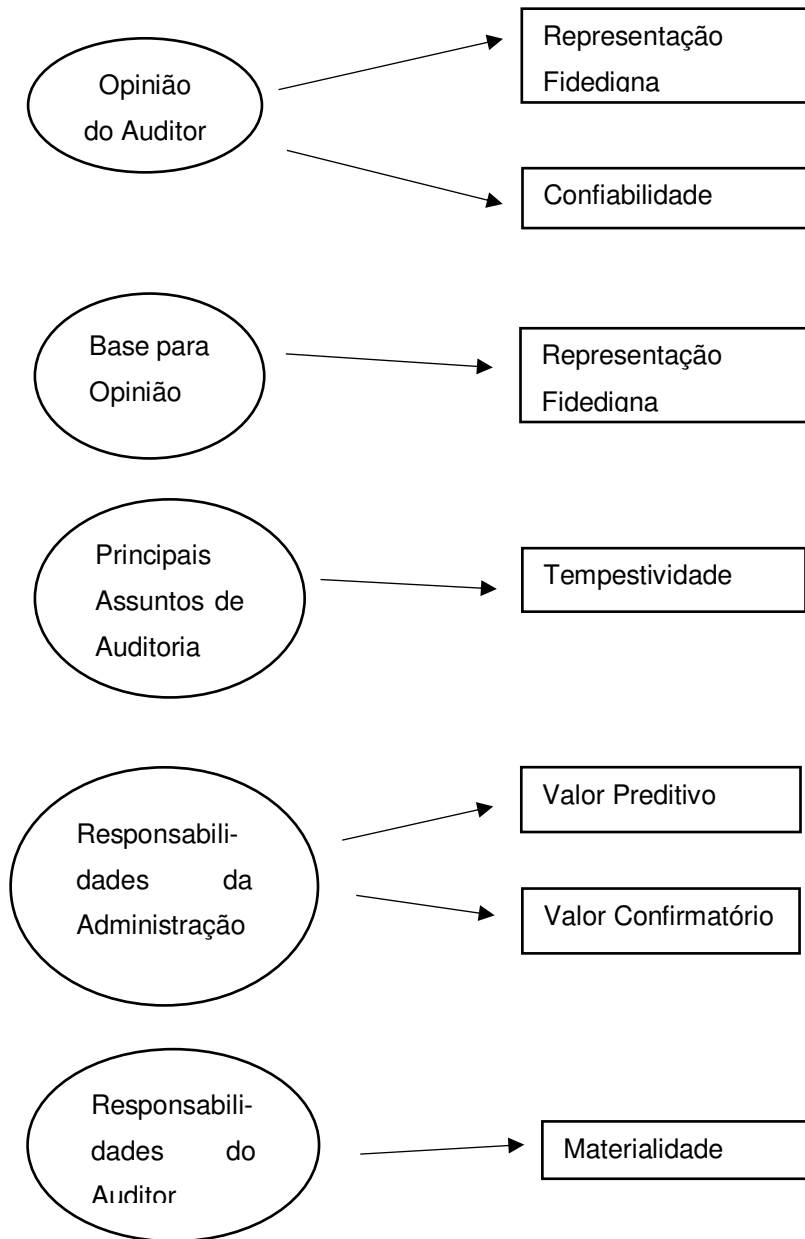 Opinião
do Auditor
Representação
Fidedigna
Confiabilidade
Base para
Opinião
Representação
Fidedigna
Principais
Assuntos de
Auditoria
Tempestividade
Responsabili-
dades da
Administração
Valor Preditivo
Valor Confirmatório
Responsabili-
dades do
Auditor
Materialidade